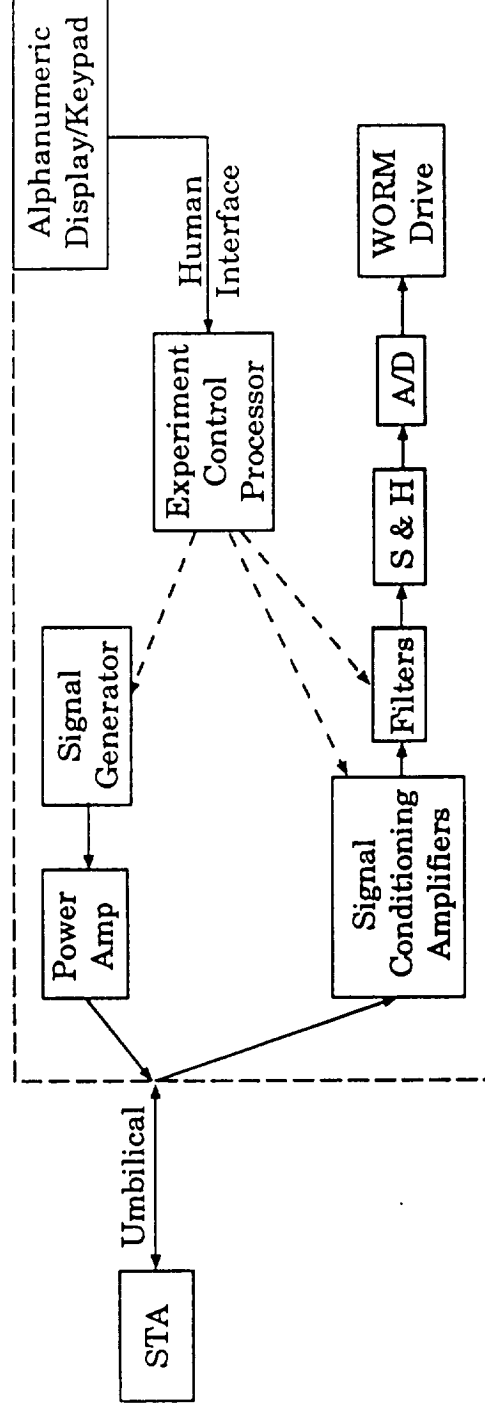 Alphanumeric
Display/Keypad
Human
Interface
Experiment
Control
Processor
Signal
Generator
Power
Amp
Umbilical
STA
Signal
Conditioning
Amplifiers
Filters
S & H
A/D
WORM
Drive